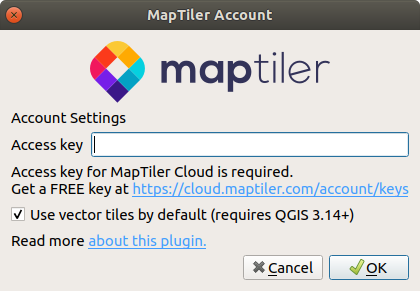 MapTiler Account
maptiler
Account Settings
Access key
Access key for MapTiler Cloud is required.
Get a FREE key at https://cloud.maptiler.com/account/keys
Use vector tiles by default (requires QGIS 3.14+)
Read more about this plugin.
Cancel OK